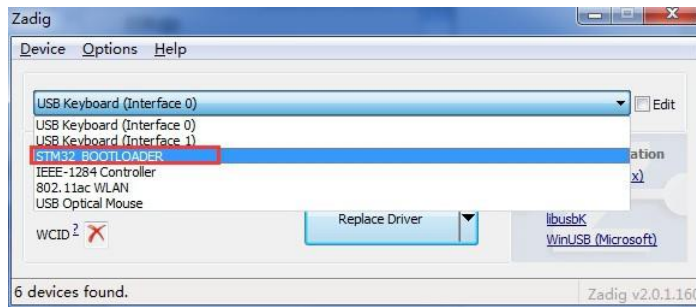 Zadig
Device Options Help
USB Keyboard (Interface 0)
Edit
USB Keyboard (Interface 0)
USB Keyboard (Interface 1)
STM32 BOOTLOADER
ation
IEEE-1284 Controller
x)
802.11ac WLAN
USB Optical Mouse
Replace Driver
libusbK
WCID ?
WinUSB (Microsoft)
6 devices found.
Zadig v2.0.1.160